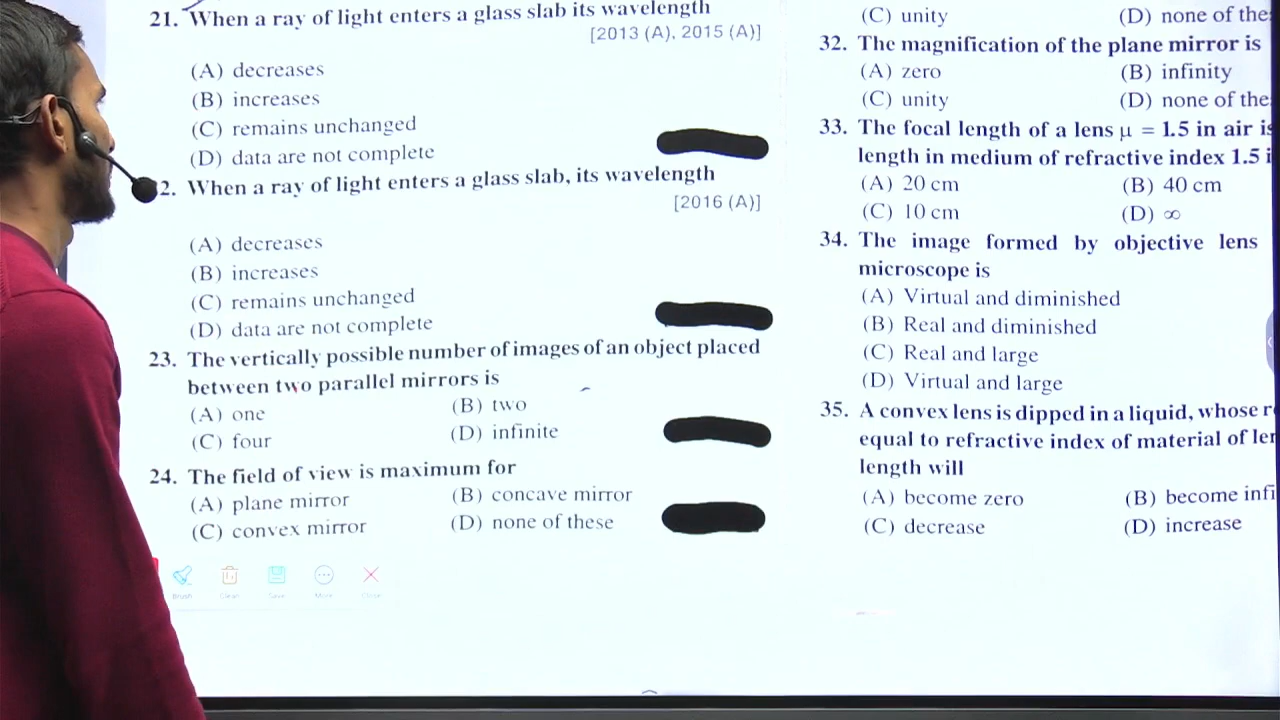 21. When a ray of light enters a glass slab its wavelength
[2013 (A), 2015 (A)]
(A) decreases
(B) increases
(C) remains unchanged
(D) data are not complete
2. When a ray of light enters a glass slab, its wavelength
[2016 (A)]
(A) decreases
(B) increases
(C) remains unchanged
(D) data are not complete
23. The vertically possible number of images of an object placed
between two parallel mirrors is
(A) one (B) two
(C) four (D) infinite
24. The field of view is maximum for
(A) plane mirror (B) concave mirror
(C) convex mirror (D) none of these
Brush Clean Save More Close
(C) unity (D) none of the
32. The magnification of the plane mirror is
(A) zero (B) infinity
(C) unity (D) none of the
33. The focal length of a lens μ = 1.5 in air is
length in medium of refractive index 1.5
(A) 20 cm (B) 40 cm
(C) 10 cm (D) ∞
34. The image formed by objective lens
microscope is
(A) Virtual and diminished
(B) Real and diminished
(C) Real and large
(D) Virtual and large
35. A convex lens is dipped in a liquid, whose
equal to refractive index of material of
length will
(A) become zero (B) become
(C) decrease (D) increase